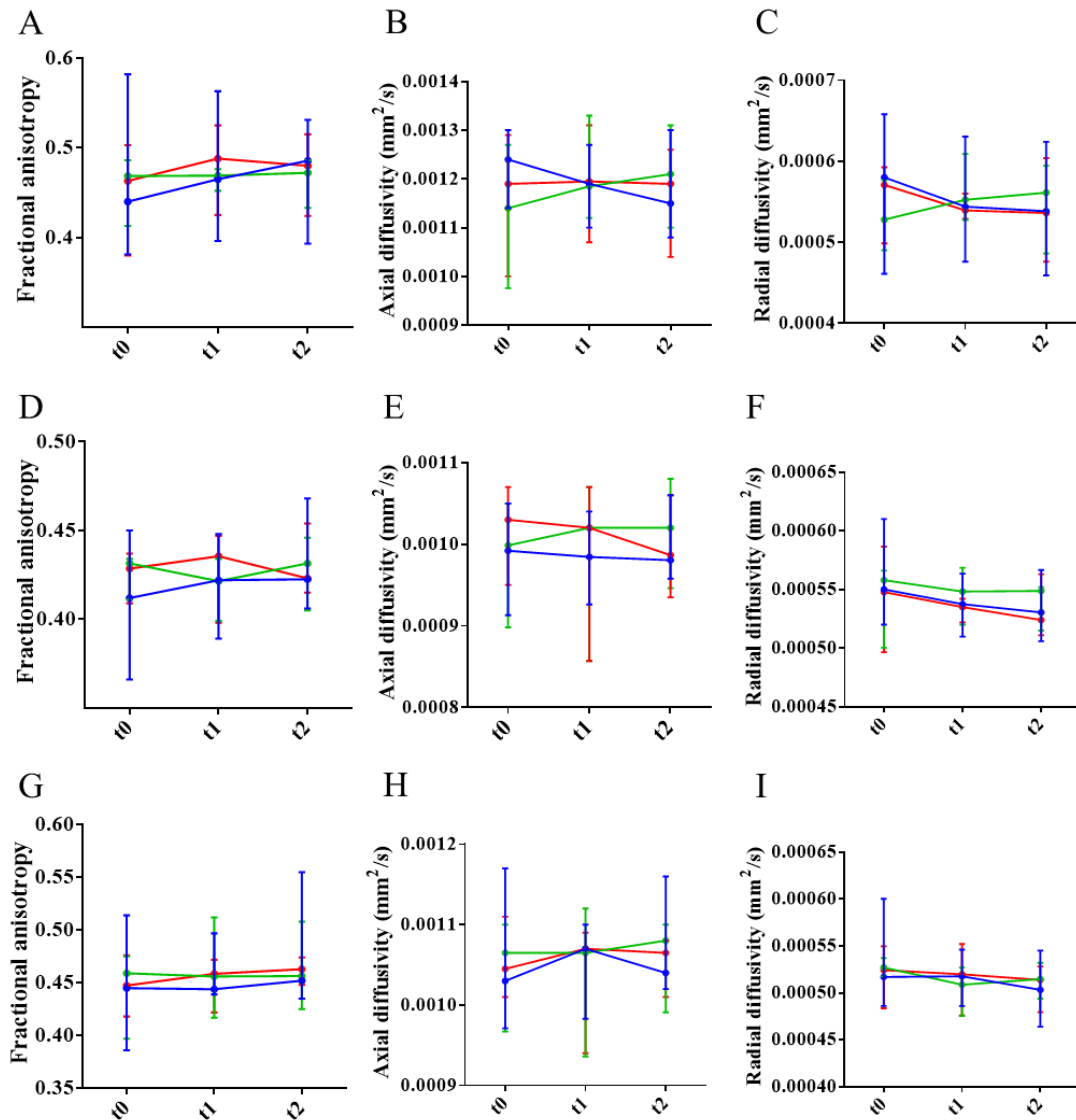 A
Fractional anisotropy
0.6
0.5
0.4
t0
t1
t2
B
Axial diffusivity (mm²/s)
0.0014
0.0013
0.0012
0.0011
0.0010
0.0009
t0
t1
t2
C
Radial diffusivity (mm²/s)
0.0007
0.0006
0.0005
0.0004
t0
t1
t2
D
Fractional anisotropy
0.50
0.45
0.40
t0
t1
t2
E
Axial diffusivity (mm²/s)
0.0011
0.0010
0.0009
0.0008
t0
t1
t2
F
Radial diffusivity (mm²/s)
0.00065
0.00060
0.00055
0.00050
0.00045
t0
t1
t2
G
Fractional anisotropy
0.60
0.55
0.50
0.45
0.40
0.35
t0
t1
t2
H
Axial diffusivity (mm²/s)
0.0012
0.0011
0.0010
0.0009
t0
t1
t2
I
Radial diffusivity (mm²/s)
0.00065
0.00060
0.00055
0.00050
0.00045
0.00040
t0
t1
t2